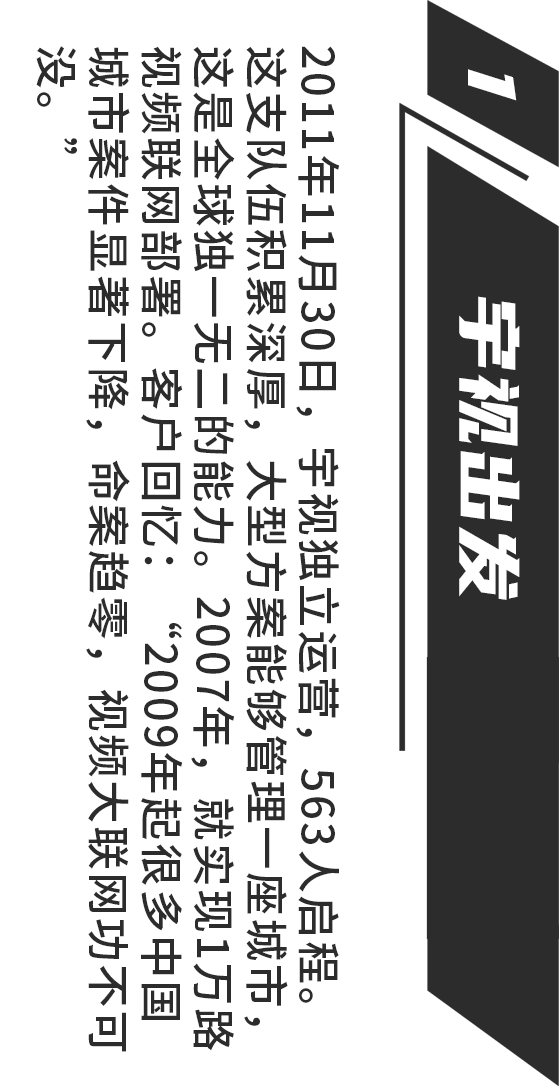 1
宇视出发
2011年11月30日，宇视独立运营，563人启程。
这支队伍积累深厚，大型方案能够管理一座城市，
这是全球独一无二的能力。2007年，就实现1万路
视频联网部署。客户回忆：“2009年起很多中国
城市案件显著下降，命案趋零，视频大联网功不可
没。”